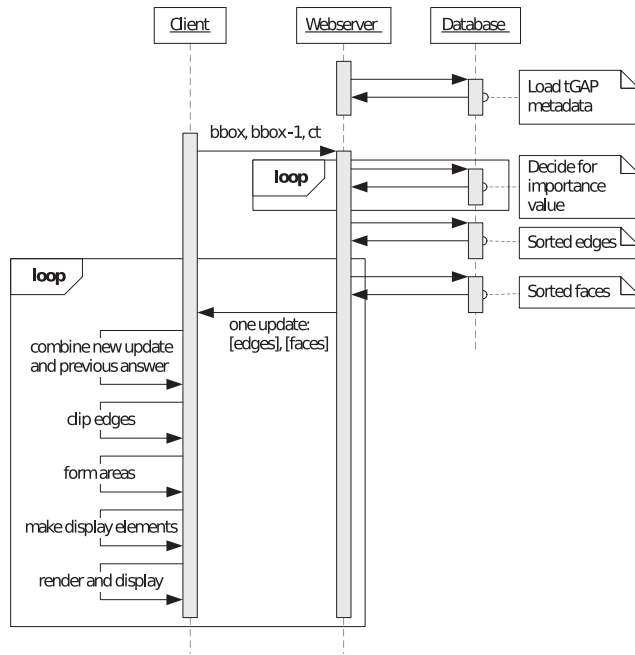 Client
Webserver
Database
Load tGAP
metadata
bbox, bbox-1, ct
loop
Decide for
importance
value
Sorted edges
loop
Sorted faces
one update:
[edges], [faces]
combine new update
and previous answer
clip edges
form areas
make display elements
render and display